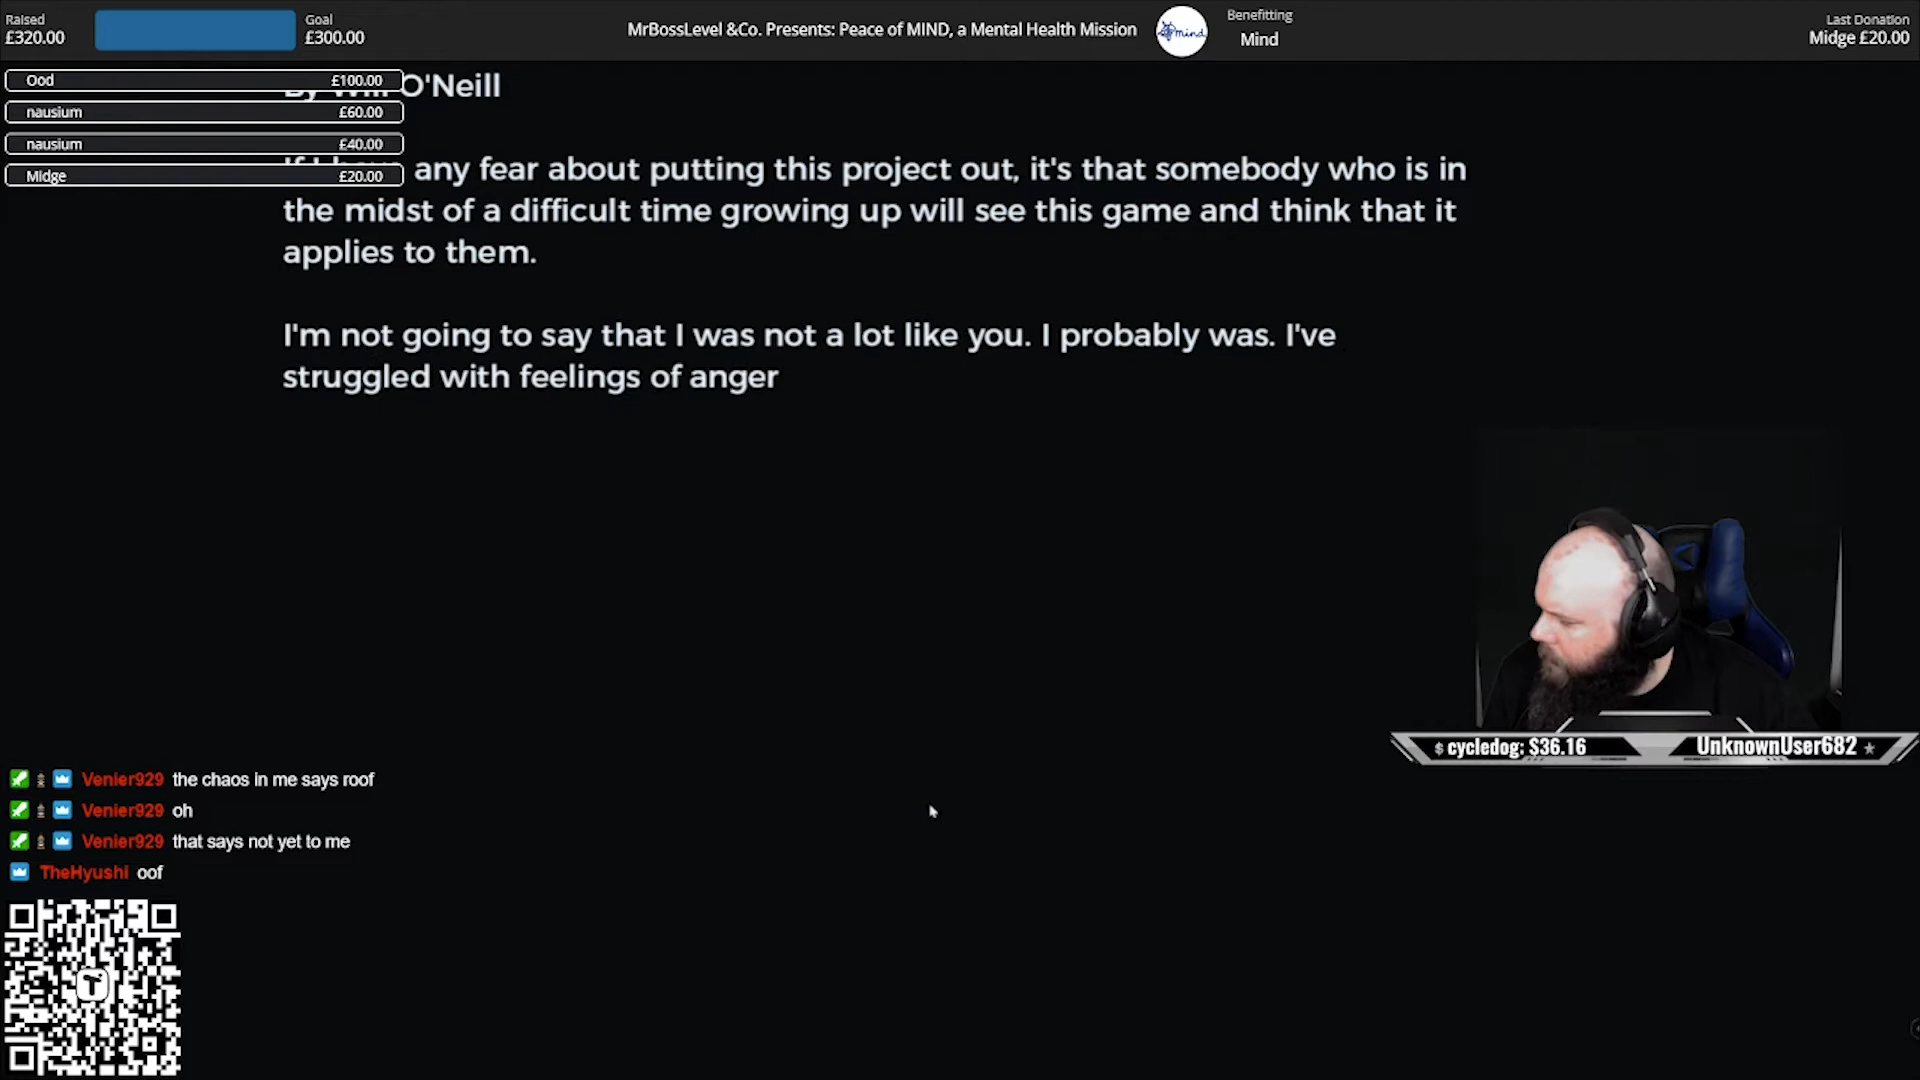 Raised
£320.00
Goal
£300.00
MrBossLevel &Co. Presents: Peace of MIND, a Mental Health Mission
mind
Benefitting
Mind
Last Donation
Midge £20.00
Ood £100.00
nausium £60.00
nausium £40.00
Midge £20.00
By Will O'Neill
any fear about putting this project out, it's that somebody who is in
the midst of a difficult time growing up will see this game and think that it
applies to them.
I'm not going to say that I was not a lot like you. I probably was. I've
struggled with feelings of anger
$ cycledog: $36.16
UnknownUser682
Venier929 the chaos in me says roof
Venier929 oh
Venier929 that says not yet to me
TheHyushi oof